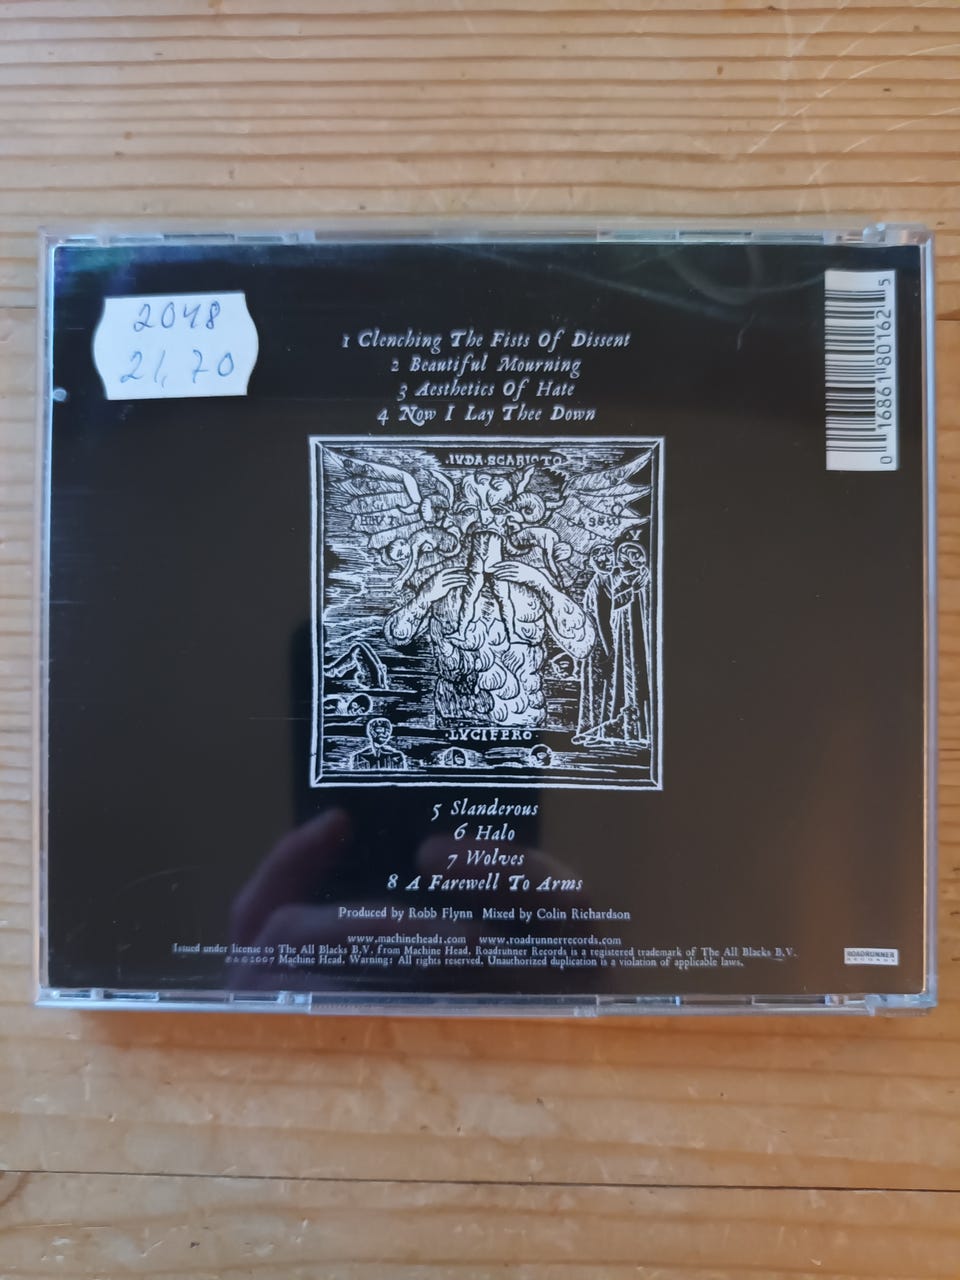 2048
21,70
1 Clenching The Fists Of Dissent
2 Beautiful Mourning
3 Aesthetics Of Hate
4 Now I Lay Thee Down
0 16861 80162 5
.IVDA.SCARIOTO
.LVCIFERO.
5 Slanderous
6 Halo
7 Wolves
8 A Farewell To Arms
Produced by Robb Flynn Mixed by Colin Richardson
www.machinehead1.com www.roadrunnerrecords.com
Issued under license to The All Blacks B.V. from Machine Head. Roadrunner Records is a registered trademark of The All Blacks B.V.
℗&©2007 Machine Head. Warning: All rights reserved. Unauthorized duplication is a violation of applicable laws.
ROADRUNNER
RECORDS